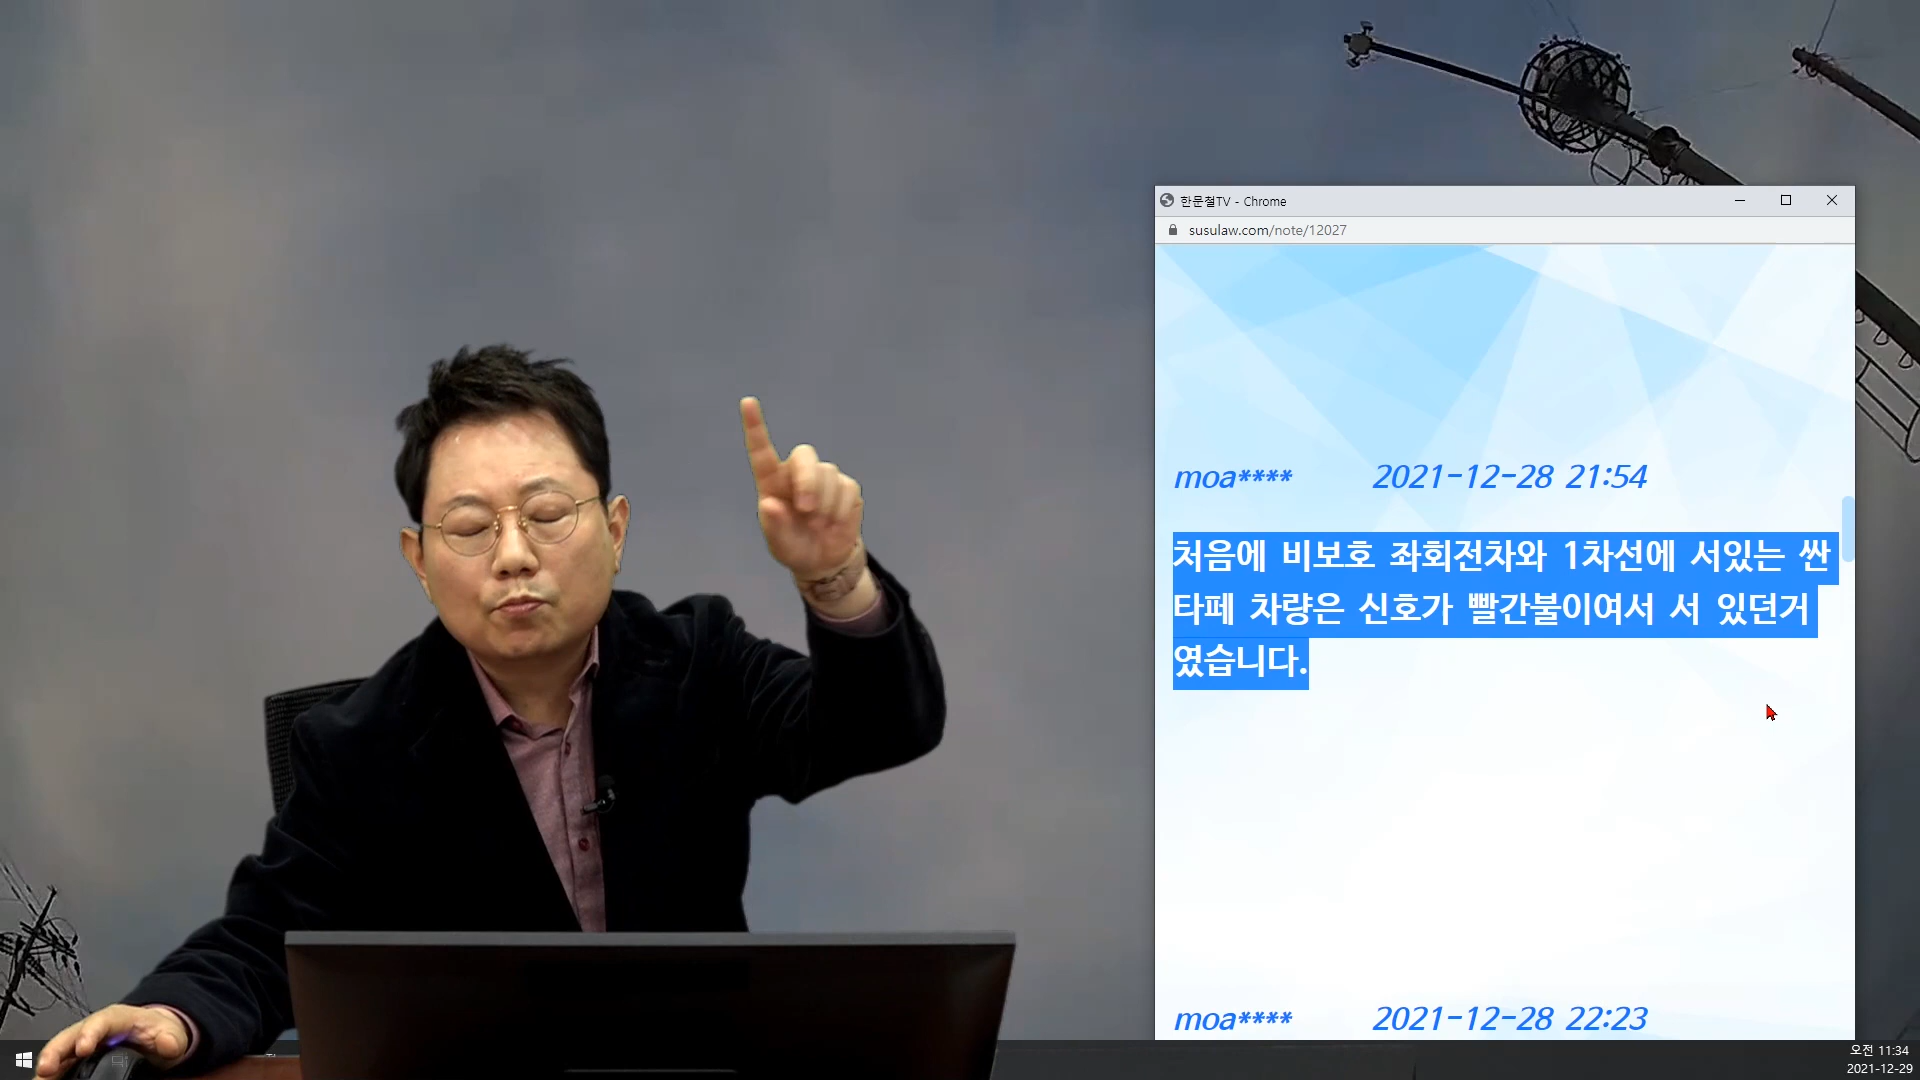 한문철TV - Chrome
susulaw.com/note/12027
moa**** 2021-12-28 21:54
처음에 비보호 좌회전차와 1차선에 서있는 싼
타페 차량은 신호가 빨간불이여서 서 있던거
였습니다.
moa**** 2021-12-28 22:23
오전 11:34
2021-12-29